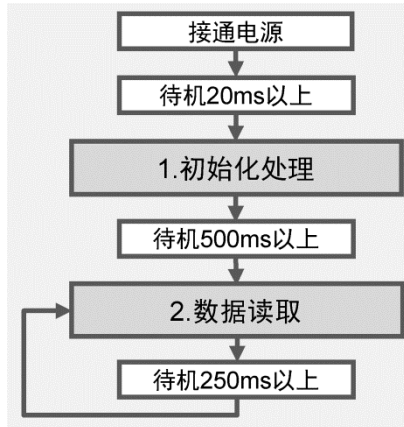 接通电源
待机20ms以上
1.初始化处理
待机500ms以上
2.数据读取
待机250ms以上